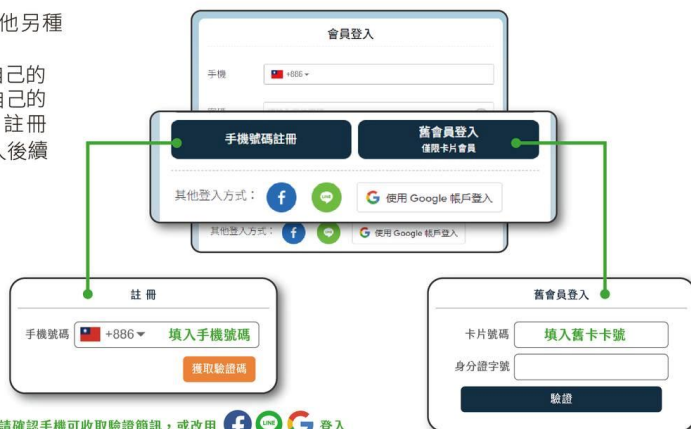 他另種
自己的
自己的
註冊
後續
會員登入
手機
+886
手機號碼註冊
舊會員登入
僅限卡片會員
其他登入方式：
LINE
使用 Google 帳戶登入
其他登入方式：
使用 Google 帳戶登入
註 冊
手機號碼 +886 填入手機號碼
獲取驗證碼
舊會員登入
卡片號碼 填入舊卡卡號
身分證字號
驗證
請確認手機可收取驗證簡訊，或改用 LINE 登入